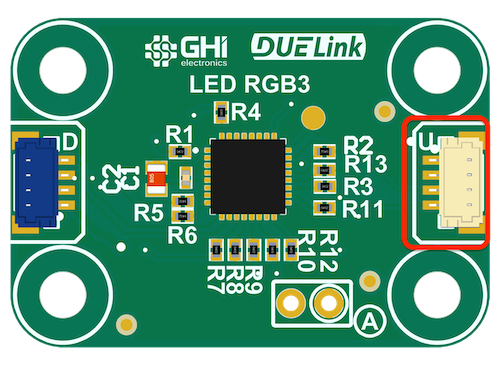 GHI
electronics
DUELink
LED RGB3
R4
D
R1
C2
C1
R5
R6
R2
R13
R3
R11
U
R7
R8
R9
R10
R12
A